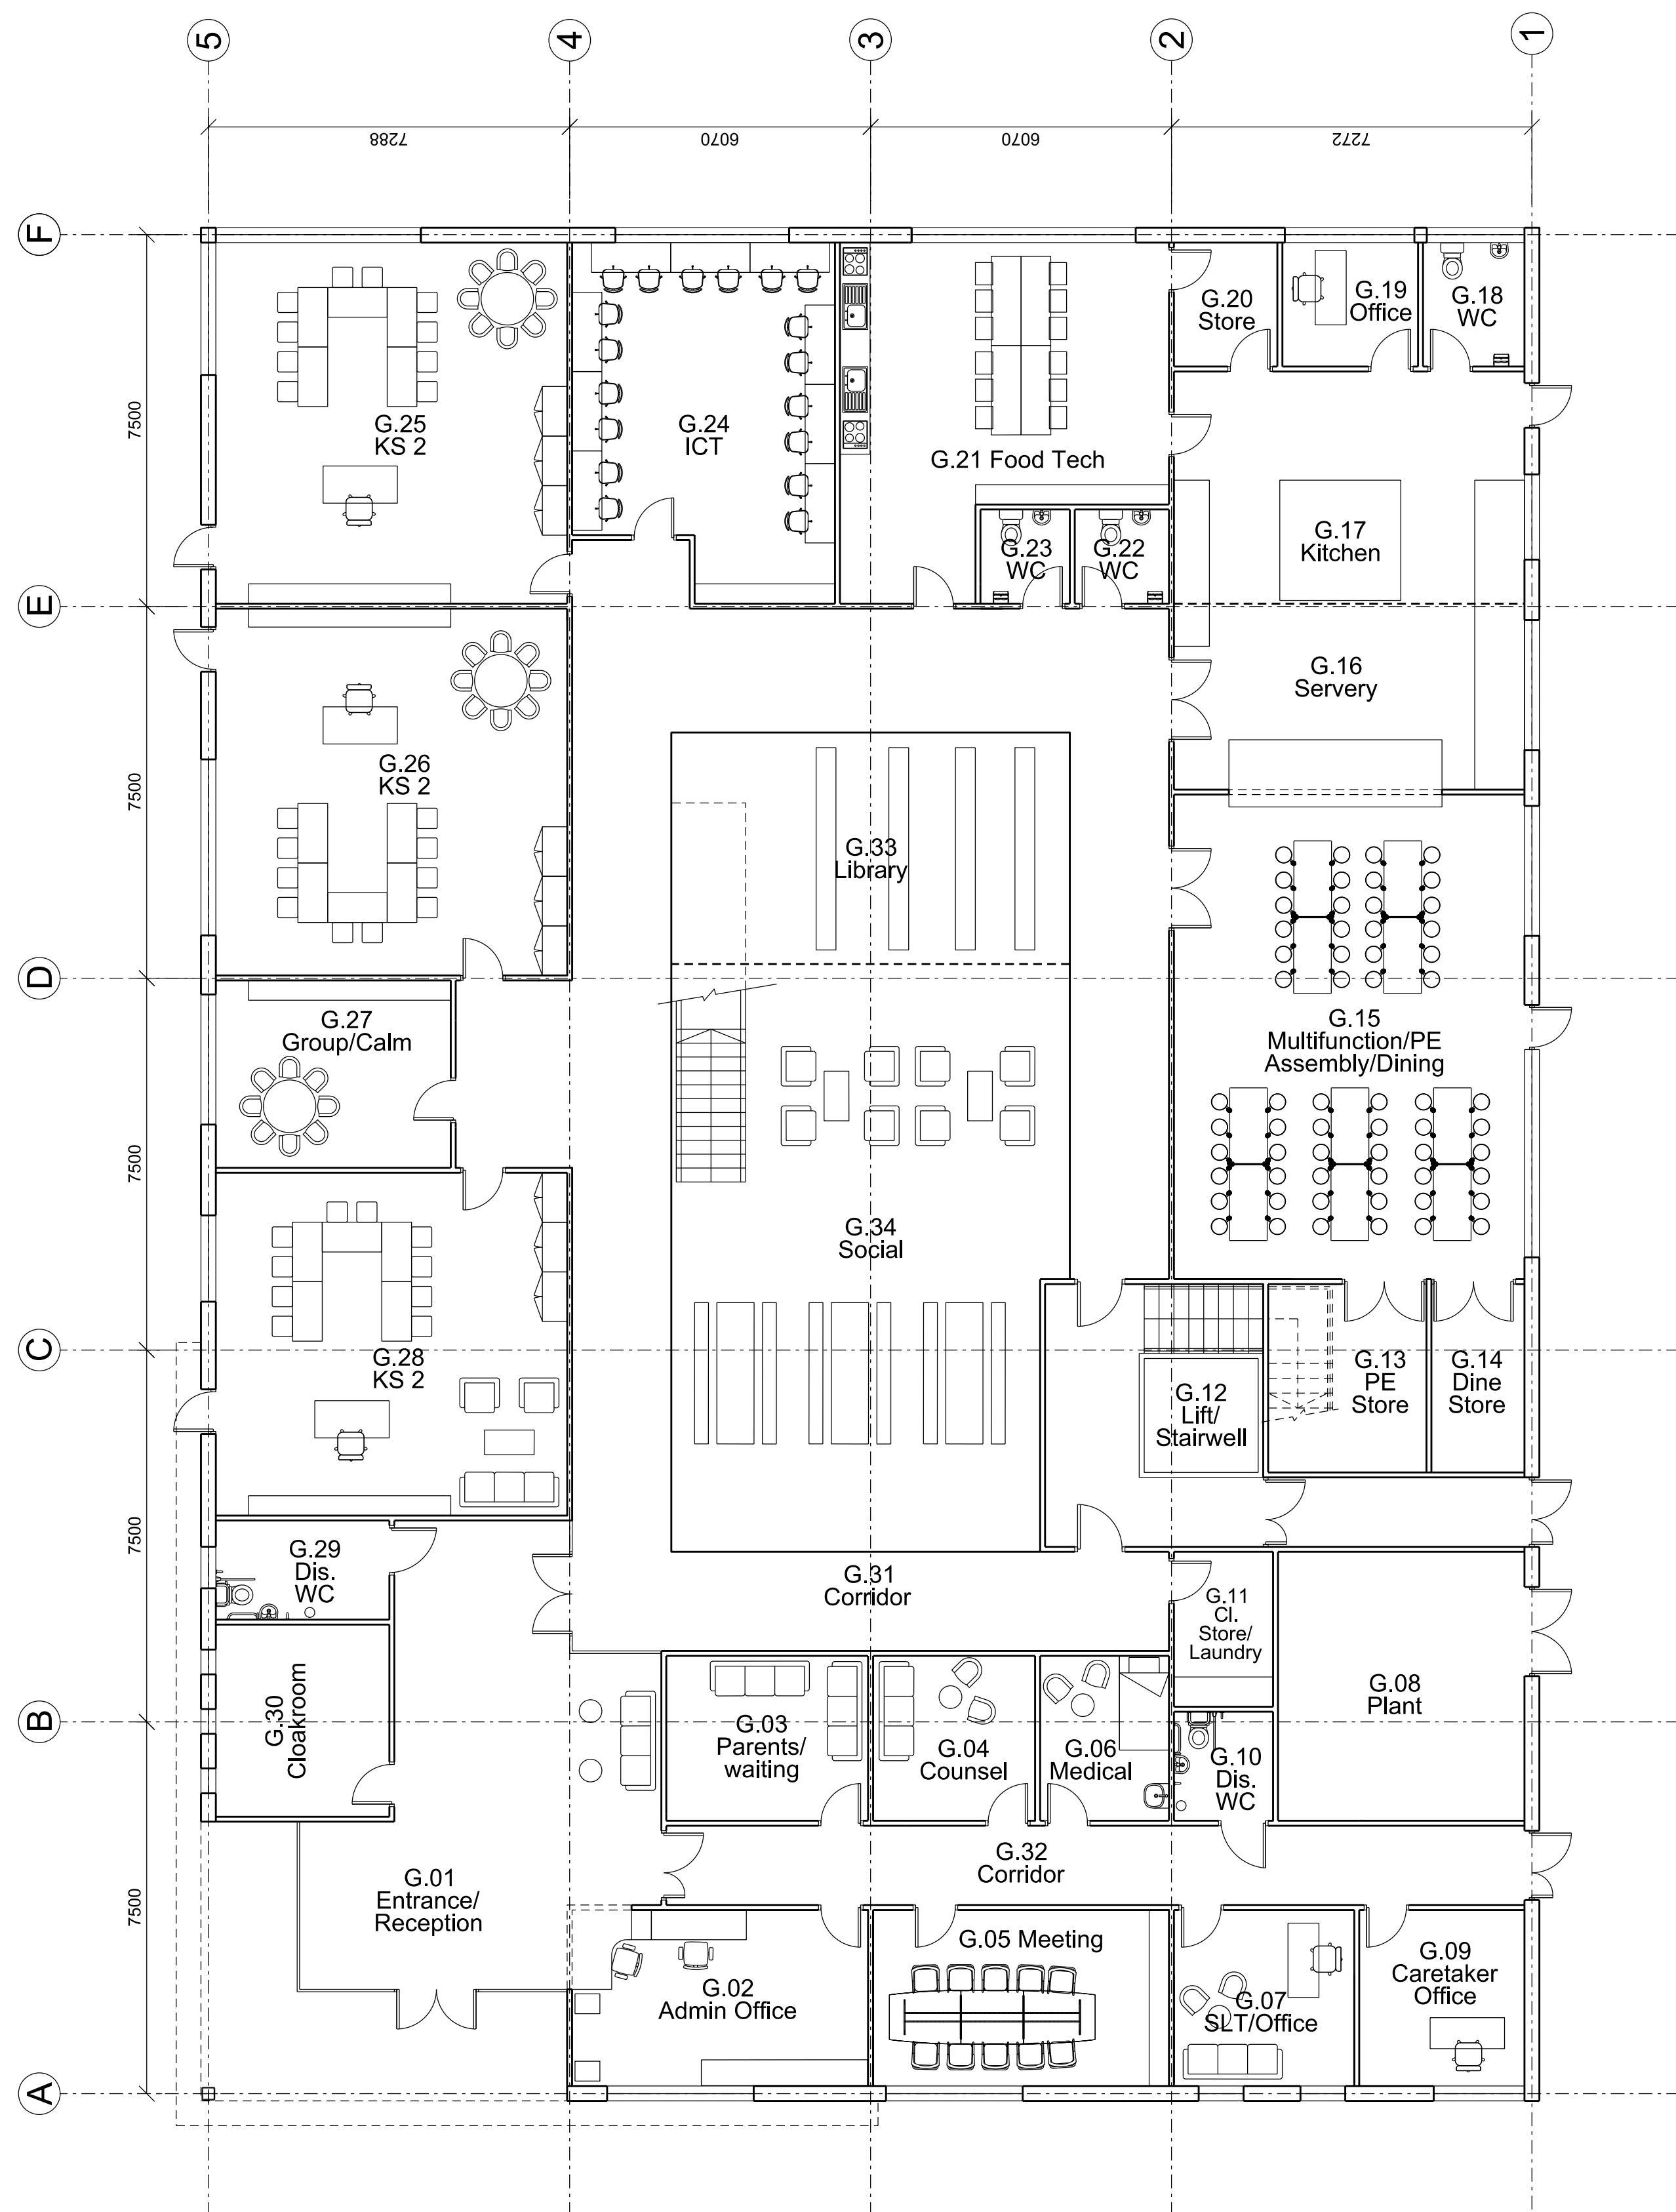 5
4
3
2
1
7288
6070
6070
7272
F
E
D
C
B
A
7500
7500
7500
7500
7500
G.25
KS 2
G.24
ICT
G.21 Food Tech
G.20
Store
G.19
Office
G.18
WC
G.23
WC
G.22
WC
G.17
Kitchen
G.16
Servery
G.26
KS 2
G.33
Library
G.27
Group/Calm
G.15
Multifunction/PE
Assembly/Dining
G.34
Social
G.28
KS 2
G.12
Lift/
Stairwell
G.13
PE
Store
G.14
Dine
Store
G.29
Dis.
WC
G.31
Corridor
G.11
Cl.
Store/
Laundry
G.30
Cloakroom
G.03
Parents/
waiting
G.04
Counsel
G.06
Medical
G.10
Dis.
WC
G.08
Plant
G.01
Entrance/
Reception
G.32
Corridor
G.02
Admin Office
G.05 Meeting
G.07
SLT/Office
G.09
Caretaker
Office